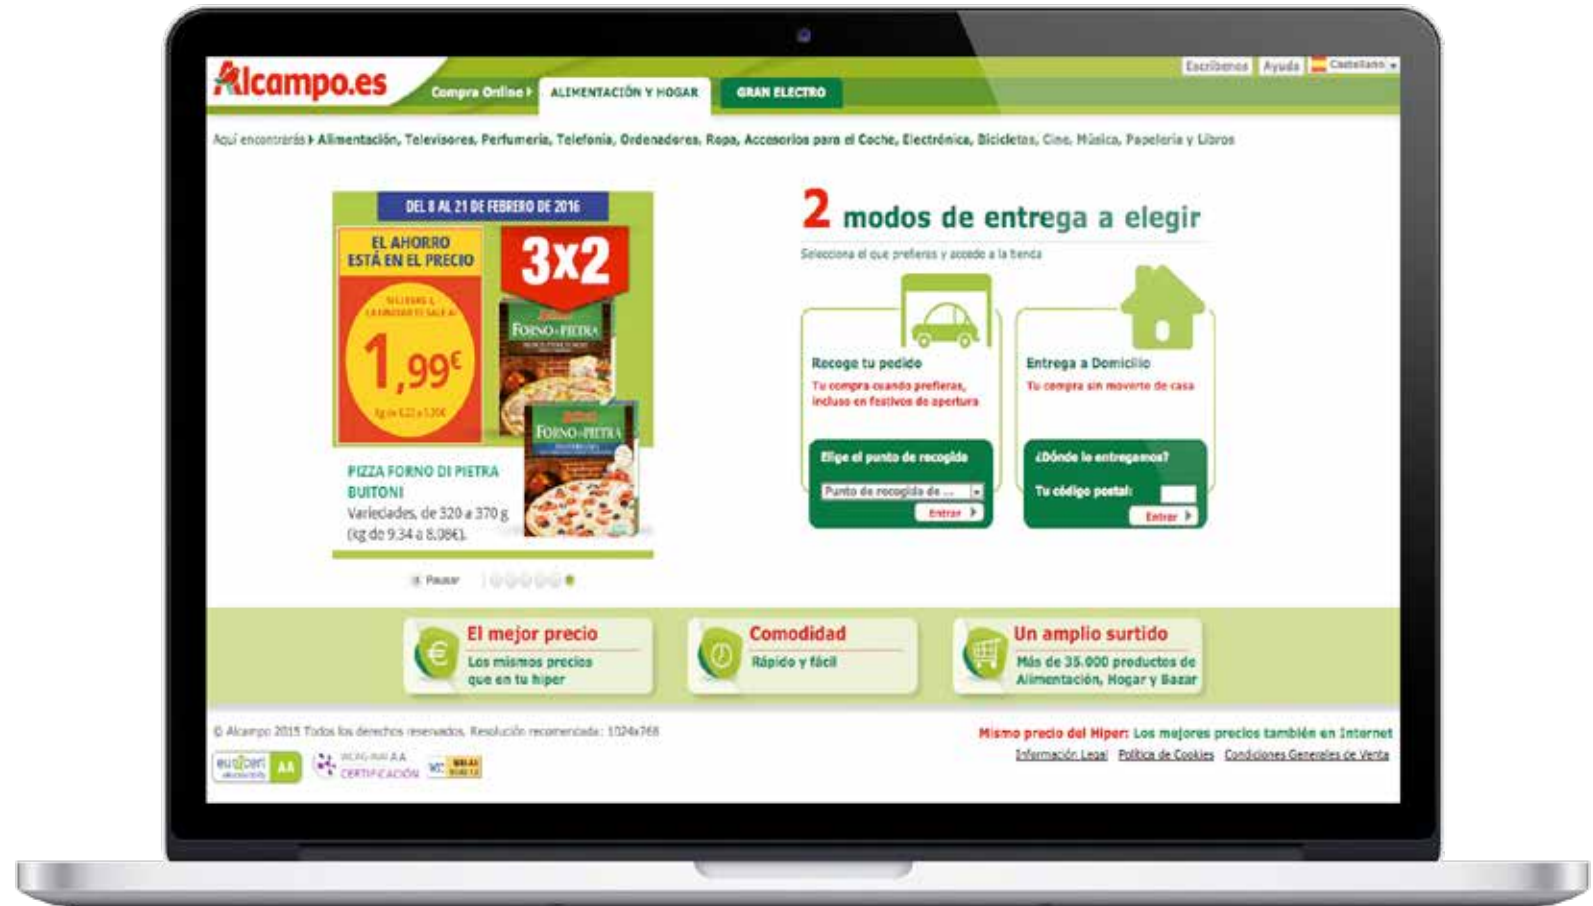 Alcampo.es
Compra Online
ALIMENTACIÓN Y HOGAR
GRAN ELECTRO
Escríbenos
Ayuda
Castellano
Aquí encontrarás Alimentación, Televisores, Perfumería, Telefonía, Ordenadores, Ropa, Accesorios para el Coche, Electrónica, Bicicletas, Cine, Música, Papelería y Libros
DEL 8 AL 21 DE FEBRERO DE 2016
EL AHORRO
ESTÁ EN EL PRECIO
3x2
1,99€
FORNO DI PIETRA
FORNO DI PIETRA
PIZZA FORNO DI PIETRA
BUITONI
Variedades, de 320 a 370 g
(kg de 9,34 a 8,08€).
Pausar
2 modos de entrega a elegir
Selecciona el que prefieras y accede a la tienda
Recoge tu pedido
Tu compra cuando prefieras,
incluso en festivos de apertura
Elige el punto de recogida
Punto de recogida de ...
Entrar
Entrega a Domicilio
Tu compra sin moverte de casa
¿Dónde lo entregamos?
Tu código postal:
Entrar
El mejor precio
Los mismos precios
que en tu hiper
Comodidad
Rápido y fácil
Un amplio surtido
Más de 35.000 productos de
Alimentación, Hogar y Bazar
© Alcampo 2015 Todos los derechos reservados. Resolución recomendada: 1024x768
Mismo precio del Hiper: Los mejores precios también en Internet
Información Legal Política de Cookies Condiciones Generales de Venta
AA
CERTIFICACIÓN